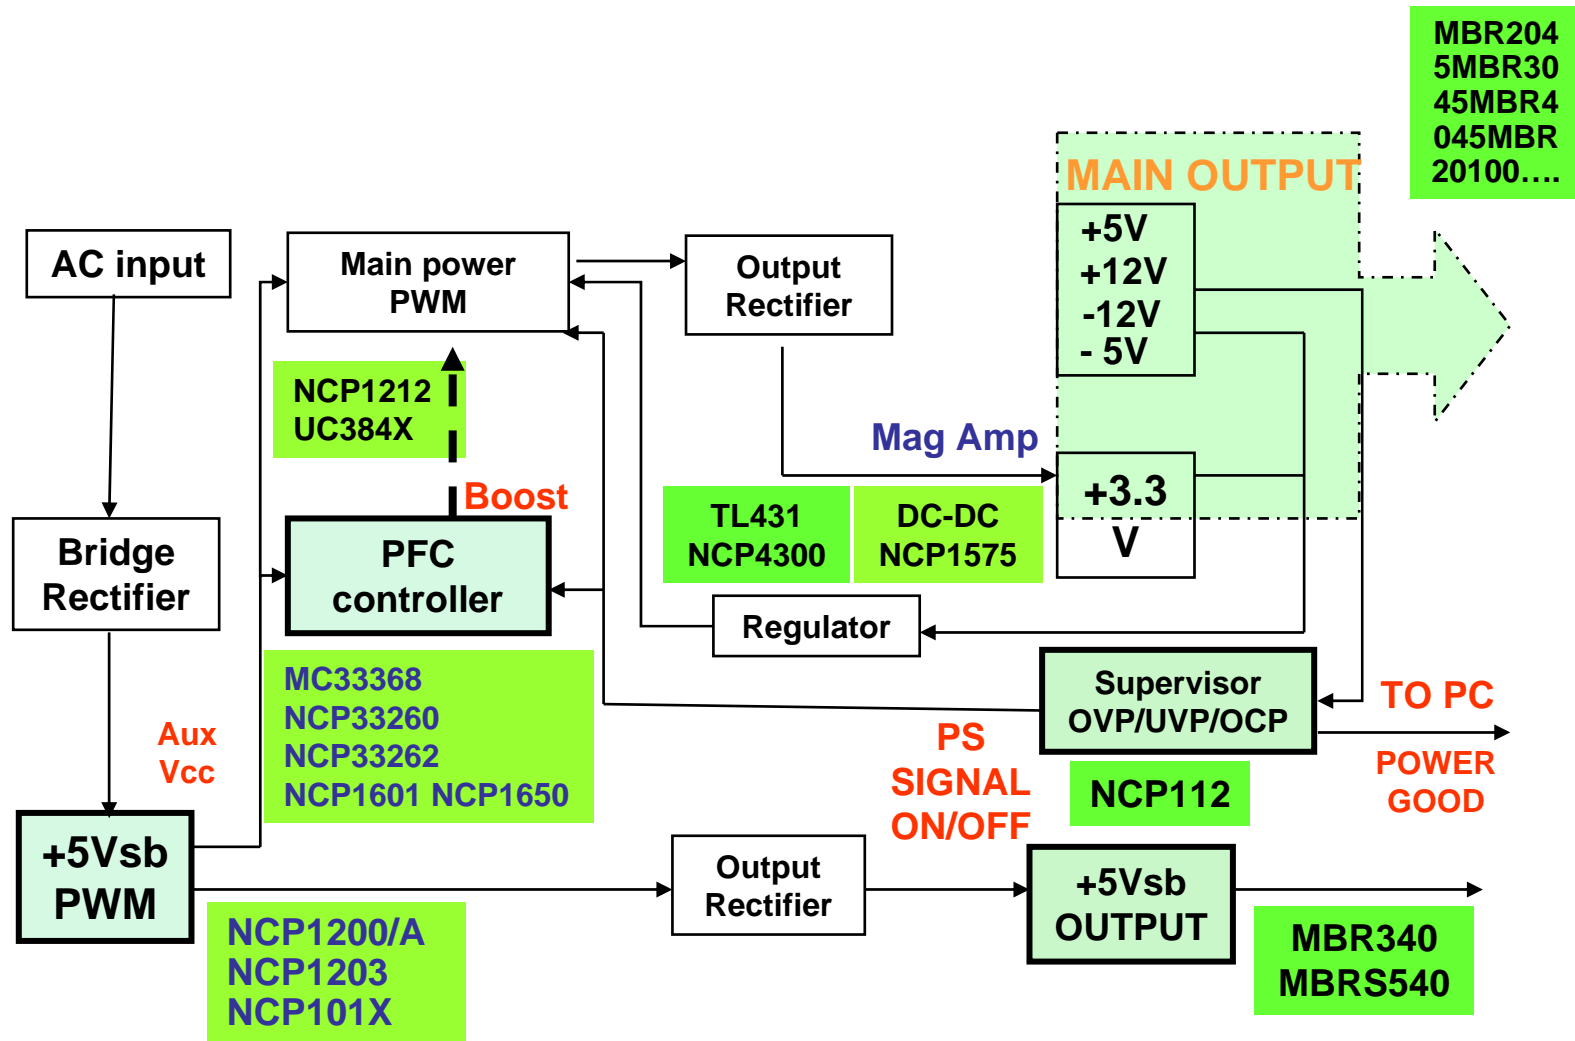 MBR204
5MBR30
45MBR4
045MBR
20100....
MAIN OUTPUT
+5V
+12V
-12V
- 5V
AC input
Main power
PWM
Output
Rectifier
NCP1212
UC384X
Mag Amp
Boost
+3.3
V
TL431
NCP4300
DC-DC
NCP1575
Bridge
Rectifier
PFC
controller
Regulator
MC33368
NCP33260
NCP33262
NCP1601 NCP1650
Supervisor
OVP/UVP/OCP
TO PC
POWER
GOOD
PS
SIGNAL
ON/OFF
NCP112
Aux
Vcc
+5Vsb
PWM
Output
Rectifier
+5Vsb
OUTPUT
NCP1200/A
NCP1203
NCP101X
MBR340
MBRS540